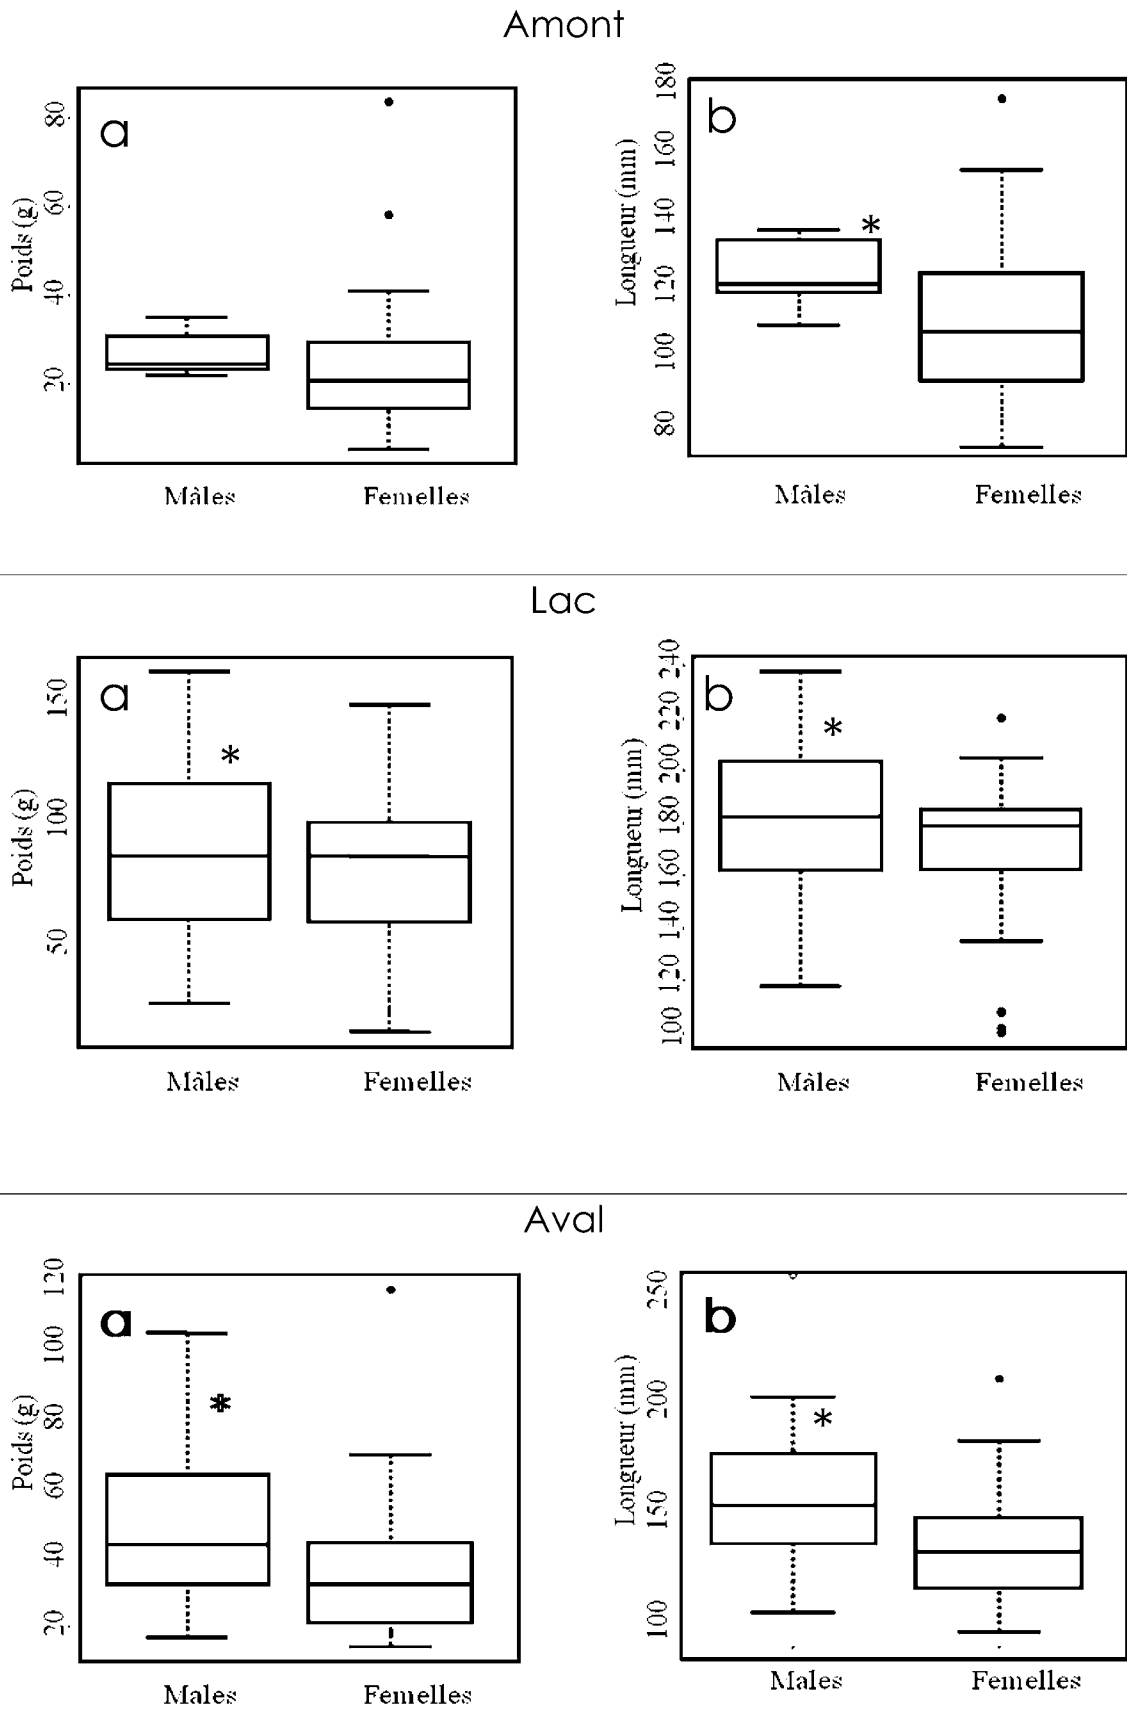 Amont
a
Poids (g)
80
60
40
20
Mâles
Femelles
b
*
Longueur (mm)
180
160
140
120
100
80
Mâles
Femelles
Lac
a
*
Poids (g)
150
100
50
Mâles
Femelles
b
*
Longueur (mm)
240
220
200
180
160
140
120
100
Mâles
Femelles
Aval
a
*
Poids (g)
120
100
80
60
40
20
Males
Femelles
b
*
Longueur (mm)
250
200
150
100
Males
Femelles